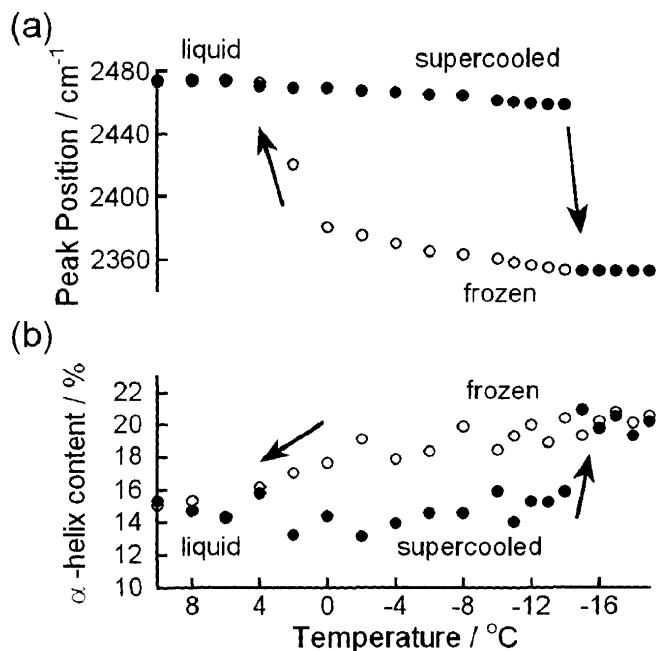 (a)
liquid
supercooled
2480
2440
2400
2360
Peak Position / cm⁻¹
frozen
(b)
frozen
22
20
18
16
14
12
10
α -helix content / %
liquid
supercooled
8 4 0 -4 -8 -12 -16
Temperature / °C